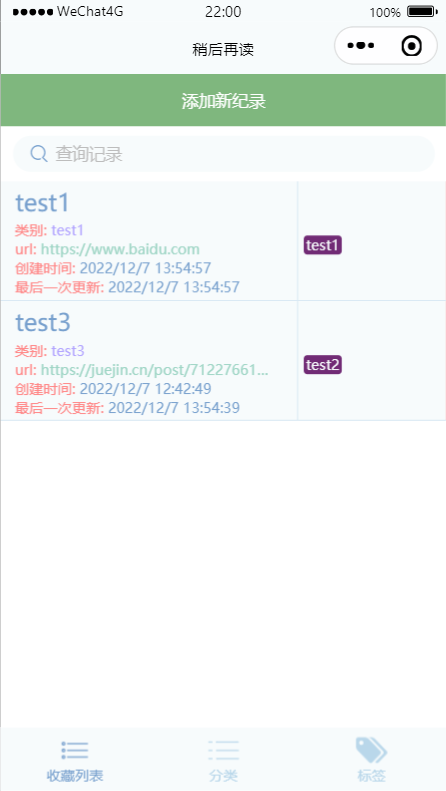 WeChat4G 22:00 100%
稍后再读
添加新纪录
查询记录
test1
类别: test1
url: https://www.baidu.com
创建时间: 2022/12/7 13:54:57
最后一次更新: 2022/12/7 13:54:57
test1
test3
类别: test3
url: https://juejin.cn/post/71227661...
创建时间: 2022/12/7 12:42:49
最后一次更新: 2022/12/7 13:54:39
test2
收藏列表 分类 标签